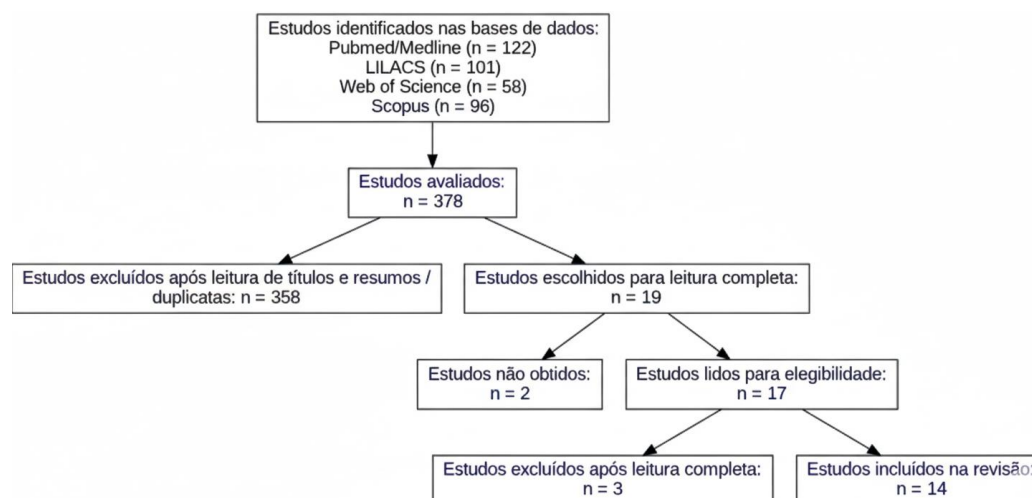 Estudos identificados nas bases de dados:
Pubmed/Medline (n = 122)
LILACS (n = 101)
Web of Science (n = 58)
Scopus (n = 96)
Estudos avaliados:
n = 378
Estudos excluídos após leitura de títulos e resumos /
duplicatas: n = 358
Estudos escolhidos para leitura completa:
n = 19
Estudos não obtidos:
n = 2
Estudos lidos para elegibilidade:
n = 17
Estudos excluídos após leitura completa:
n = 3
Estudos incluídos na revisão:
n = 14